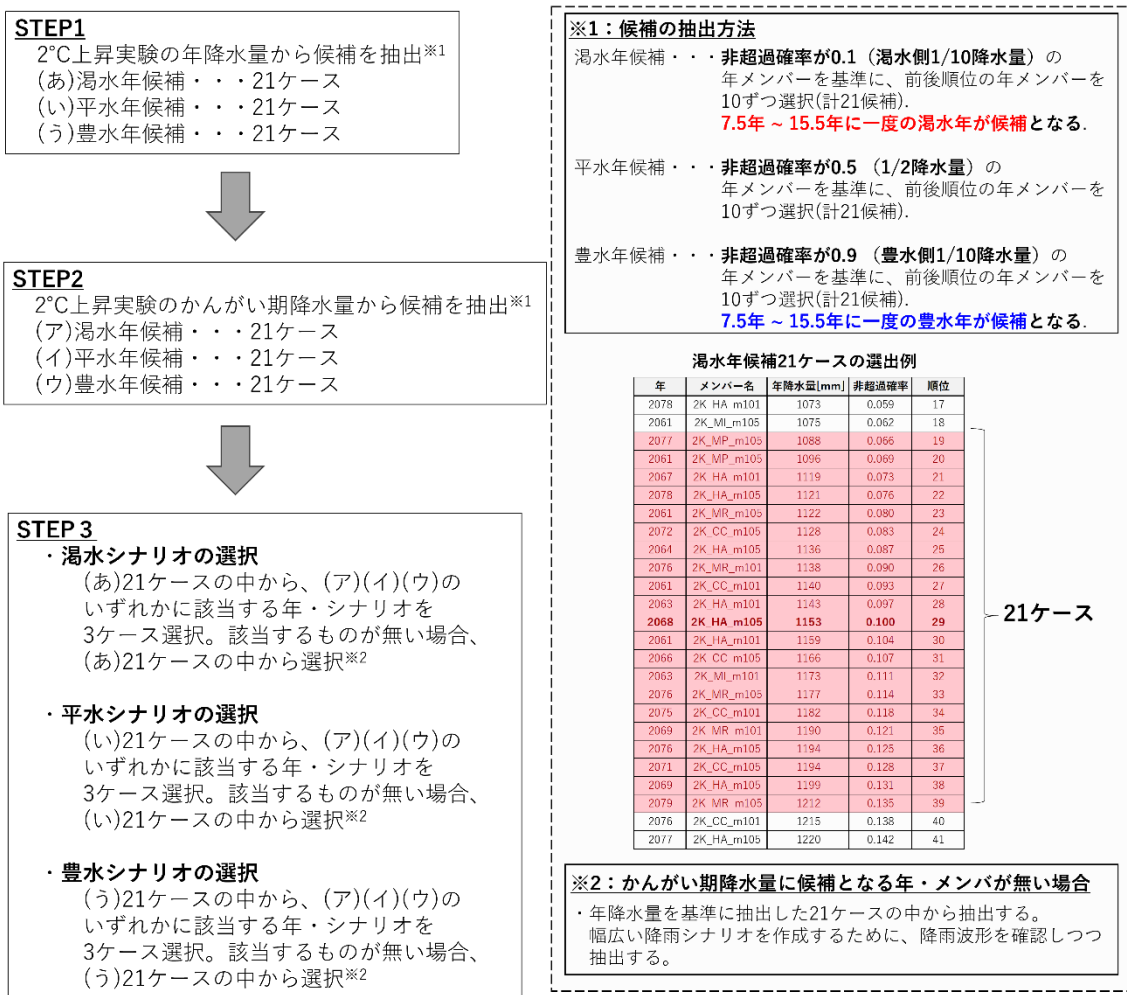 STEP1
2°C上昇実験の年降水量から候補を抽出※1
(あ)渇水年候補・・・21ケース
(い)平水年候補・・・21ケース
(う)豊水年候補・・・21ケース
STEP2
2°C上昇実験のかんがい期降水量から候補を抽出※1
(ア)渇水年候補・・・21ケース
(イ)平水年候補・・・21ケース
(ウ)豊水年候補・・・21ケース
STEP 3
・渇水シナリオの選択
(あ)21ケースの中から、(ア)(イ)(ウ)の
いずれかに該当する年・シナリオを
3ケース選択。該当するものが無い場合、
(あ)21ケースの中から選択※2
・平水シナリオの選択
(い)21ケースの中から、(ア)(イ)(ウ)の
いずれかに該当する年・シナリオを
3ケース選択。該当するものが無い場合、
(い)21ケースの中から選択※2
・豊水シナリオの選択
(う)21ケースの中から、(ア)(イ)(ウ)の
いずれかに該当する年・シナリオを
3ケース選択。該当するものが無い場合、
(う)21ケースの中から選択※2
※1：候補の抽出方法
渇水年候補・・・非超過確率が0.1（渇水側1/10降水量）の
年メンバーを基準に、前後順位の年メンバーを
10ずつ選択(計21候補).
7.5年 ~ 15.5年に一度の渇水年が候補となる.
平水年候補・・・非超過確率が0.5 （1/2降水量）の
年メンバーを基準に、前後順位の年メンバーを
10ずつ選択(計21候補).
豊水年候補・・・非超過確率が0.9 （豊水側1/10降水量）の
年メンバーを基準に、前後順位の年メンバーを
10ずつ選択(計21候補).
7.5年 ~ 15.5年に一度の豊水年が候補となる.
渇水年候補21ケースの選出例
年 メンバー名 年降水量[mm] 非超過確率 順位
2078 2K_HA_m101 1073 0.059 17
2061 2K_MI_m105 1075 0.062 18
2077 2K_MP_m105 1088 0.066 19
2061 2K_MP_m105 1096 0.069 20
2067 2K_HA_m101 1119 0.073 21
2078 2K_HA_m105 1121 0.076 22
2061 2K_MR_m105 1122 0.080 23
2072 2K_CC_m105 1128 0.083 24
2064 2K_HA_m105 1136 0.087 25
2076 2K_MR_m101 1138 0.090 26
2061 2K_CC_m101 1140 0.093 27
2063 2K_HA_m101 1143 0.097 28
2068 2K_HA_m105 1153 0.100 29
2061 2K_HA_m101 1159 0.104 30
2066 2K_CC_m105 1166 0.107 31
2063 2K_MI_m101 1173 0.111 32
2076 2K_MR_m105 1177 0.114 33
2075 2K_CC_m101 1182 0.118 34
2069 2K_MR_m101 1190 0.121 35
2076 2K_HA_m105 1194 0.125 36
2071 2K_CC_m105 1194 0.128 37
2069 2K_HA_m105 1199 0.131 38
2079 2K_MR_m105 1212 0.135 39
2076 2K_CC_m101 1215 0.138 40
2077 2K_HA_m105 1220 0.142 41
21ケース
※2：かんがい期降水量に候補となる年・メンバが無い場合
・年降水量を基準に抽出した21ケースの中から抽出する。
幅広い降雨シナリオを作成するために、降雨波形を確認しつつ
抽出する。